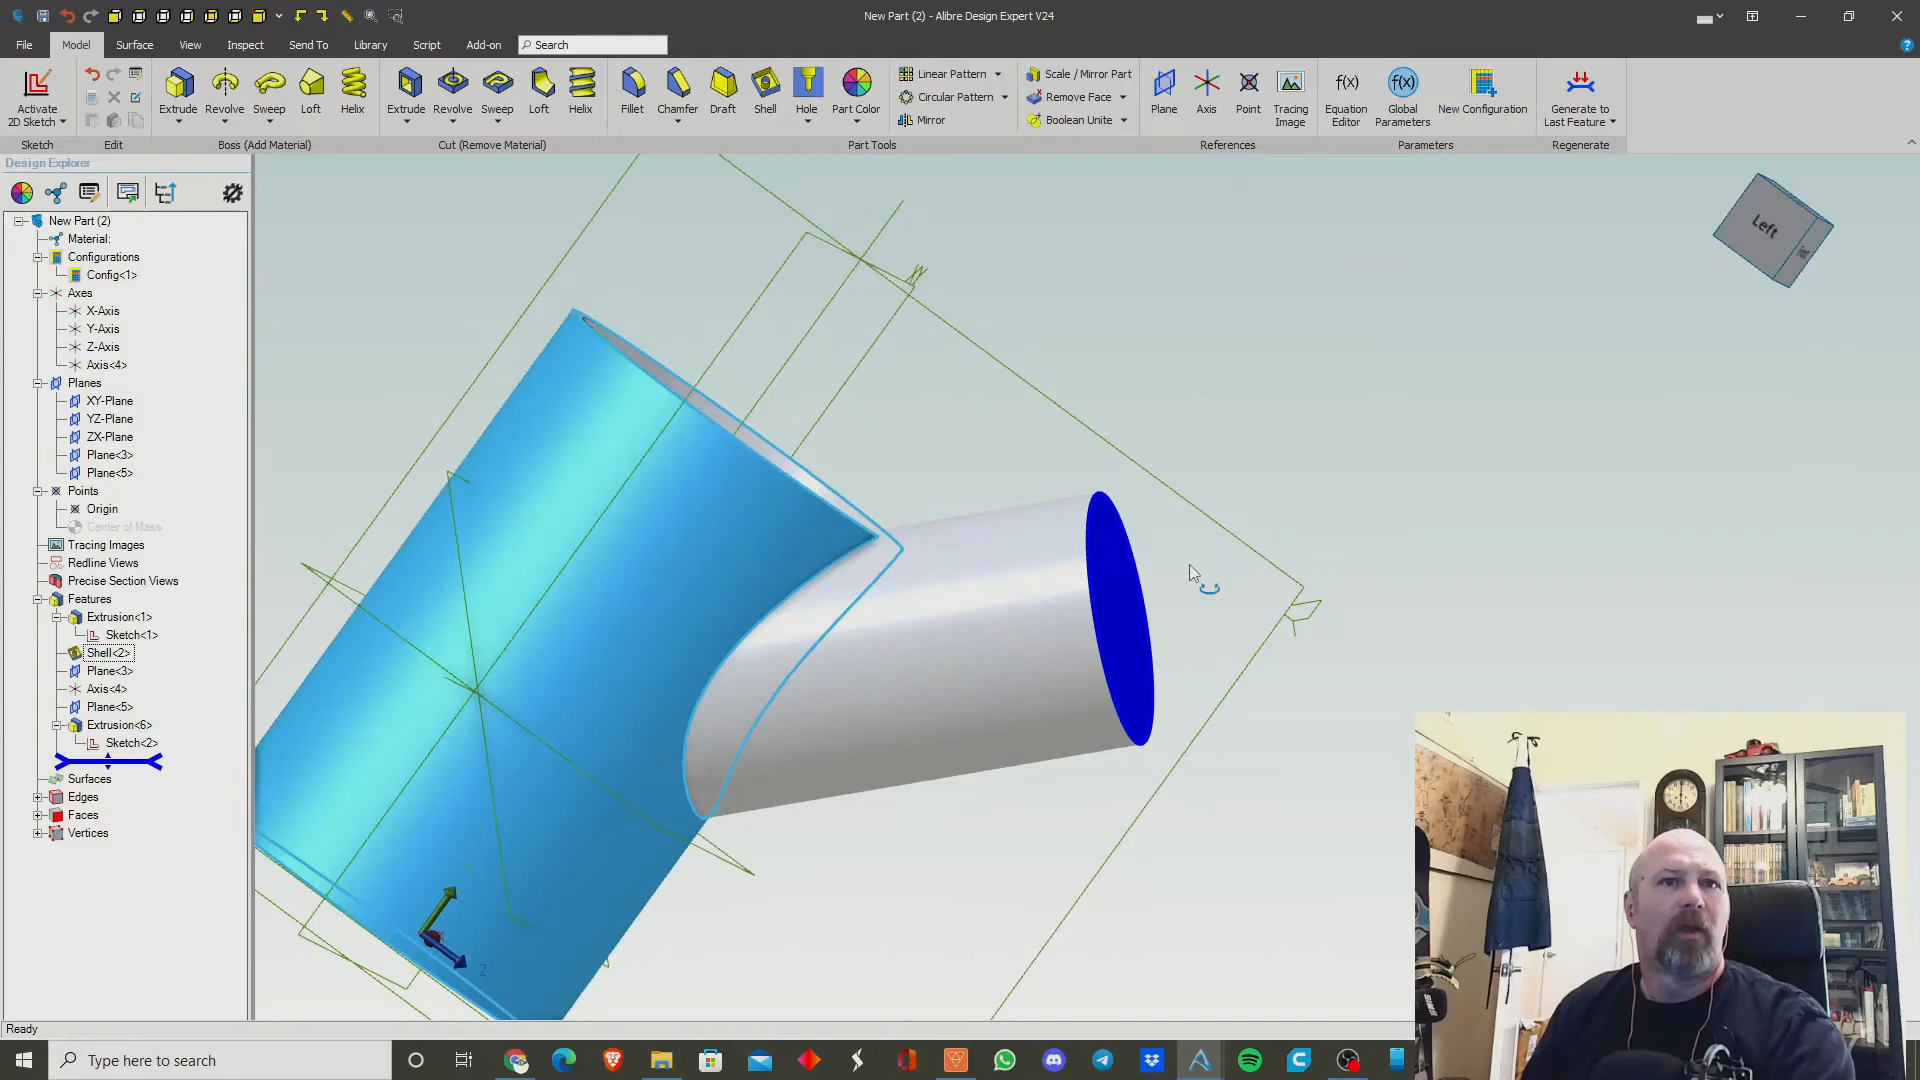 New Part (2) - Alibre Design Expert V24
File Model Surface View Inspect Send To Library Script Add-on Search
Activate 2D Sketch
Extrude Revolve Sweep Loft Helix
Extrude Revolve Sweep Loft Helix
Fillet Chamfer Draft Shell Hole Part Color
Linear Pattern
Circular Pattern
Mirror
Scale / Mirror Part
Remove Face
Boolean Unite
Plane Axis Point Tracing Image
f(x) Equation Editor
f(x) Global Parameters
New Configuration
Generate to Last Feature
Sketch Edit Boss (Add Material) Cut (Remove Material) Part Tools References Parameters Regenerate
Design Explorer
New Part (2)
Material:
Configurations
Config<1>
Axes
X-Axis
Y-Axis
Z-Axis
Axis<4>
Planes
XY-Plane
YZ-Plane
ZX-Plane
Plane<3>
Plane<5>
Points
Origin
Center of Mass
Tracing Images
Redline Views
Precise Section Views
Features
Extrusion<1>
Sketch<1>
Shell<2>
Plane<3>
Axis<4>
Plane<5>
Extrusion<6>
Sketch<2>
Surfaces
Edges
Faces
Vertices
Left
Z
Ready
Type here to search